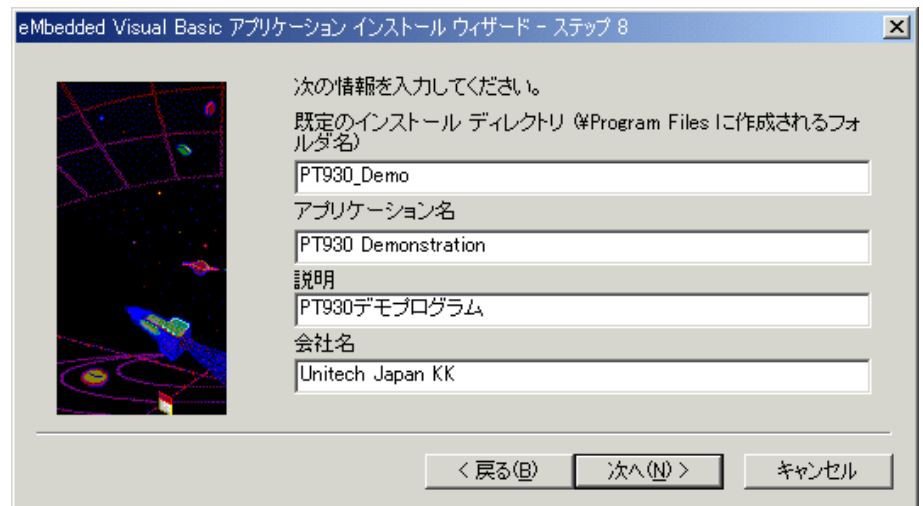 eMbedded Visual Basic アプリケーション インストール ウィザード - ステップ 8
次の情報を入力してください。
既定のインストール ディレクトリ (¥Program Files に作成されるフォ
ルダ名)
PT930_Demo
アプリケーション名
PT930 Demonstration
説明
PT930デモプログラム
会社名
Unitech Japan KK
< 戻る(B)
次へ(N) >
キャンセル